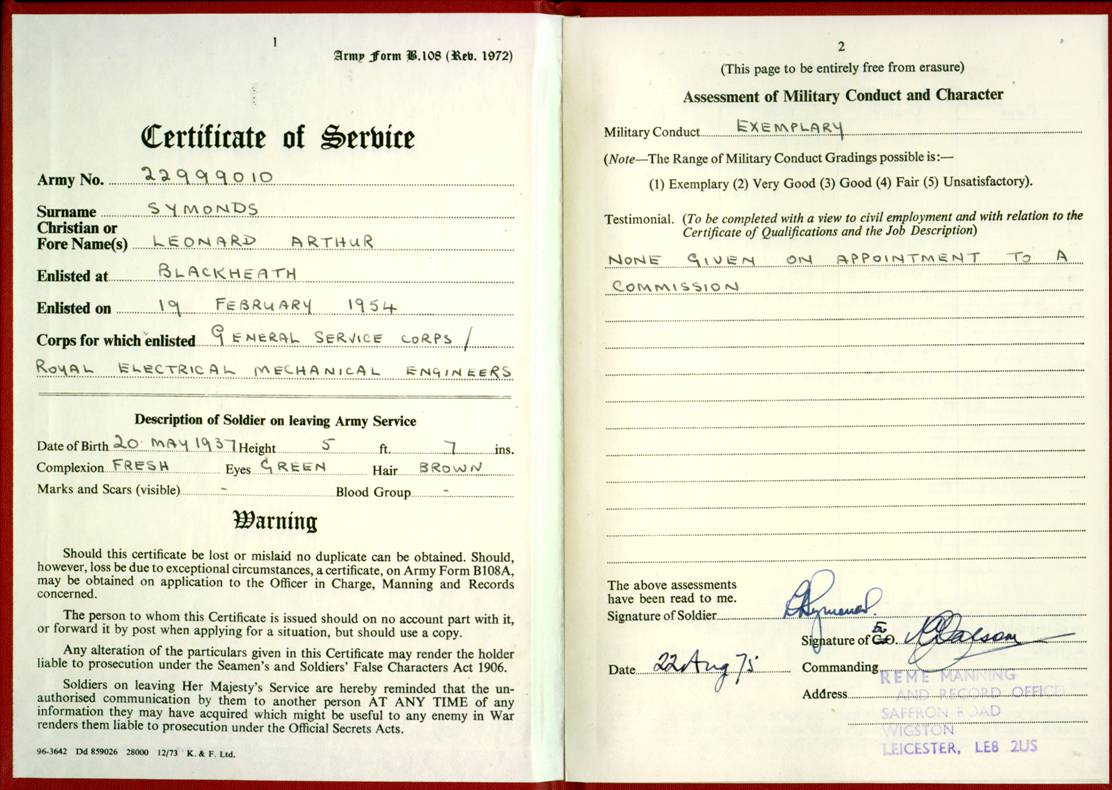 1
Army Form B.108 (Rev. 1972)
Certificate of Service
Army No. 22999010
Surname SYMONDS
Christian or
Fore Name(s) LEONARD ARTHUR
Enlisted at BLACKHEATH
Enlisted on 19 FEBRUARY 1954
Corps for which enlisted GENERAL SERVICE CORPS /
ROYAL ELECTRICAL MECHANICAL ENGINEERS
Description of Soldier on leaving Army Service
Date of Birth 20 MAY 1937 Height 5 ft. 7 ins.
Complexion FRESH Eyes GREEN Hair BROWN
Marks and Scars (visible) - Blood Group -
Warning
Should this certificate be lost or mislaid no duplicate can be obtained. Should,
however, loss be due to exceptional circumstances, a certificate, on Army Form B108A,
may be obtained on application to the Officer in Charge, Manning and Records
concerned.
The person to whom this Certificate is issued should on no account part with it,
or forward it by post when applying for a situation, but should use a copy.
Any alteration of the particulars given in this Certificate may render the holder
liable to prosecution under the Seamen's and Soldiers' False Characters Act 1906.
Soldiers on leaving Her Majesty's Service are hereby reminded that the un-
authorised communication by them to another person AT ANY TIME of any
information they may have acquired which might be useful to any enemy in War
renders them liable to prosecution under the Official Secrets Acts.
96-3642 Dd 859026 28000 12/73 K. & F. Ltd.
2
(This page to be entirely free from erasure)
Assessment of Military Conduct and Character
Military Conduct EXEMPLARY
(Note—The Range of Military Conduct Gradings possible is:—
(1) Exemplary (2) Very Good (3) Good (4) Fair (5) Unsatisfactory).
Testimonial. (To be completed with a view to civil employment and with relation to the
Certificate of Qualifications and the Job Description)
NONE GIVEN ON APPOINTMENT TO A
COMMISSION
The above assessments
have been read to me.
Signature of Soldier
Signature of C.O.
Date 22 Aug 75 Commanding
REME MANNING
Address AND RECORD OFFICE
SAFFRON ROAD
WIGSTON
LEICESTER, LE8 2US